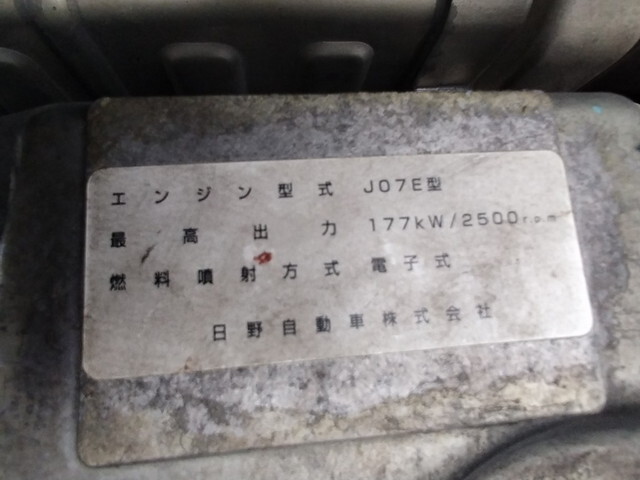 エンジン型式 J07E型
最高出力 177kW/2500rpm
燃料噴射方式 電子式
日野自動車株式会社